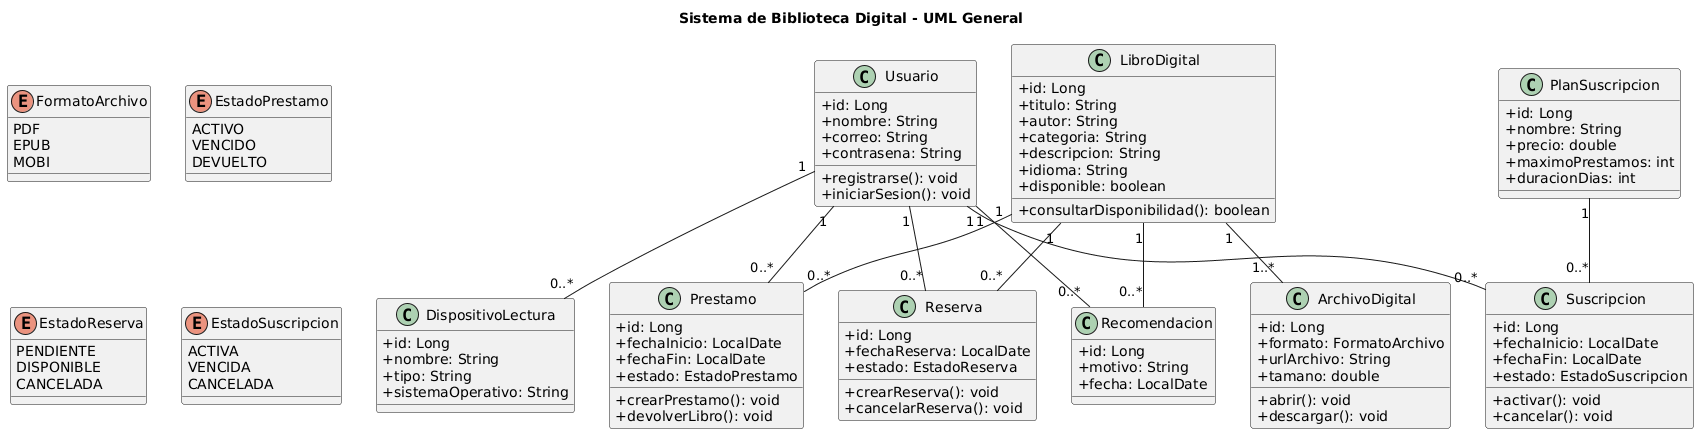 Sistema de Biblioteca Digital - UML General
E FormatoArchivo
PDF
EPUB
MOBI
E EstadoPrestamo
ACTIVO
VENCIDO
DEVUELTO
C Usuario
+id: Long
+nombre: String
+correo: String
+contrasena: String
+registrarse(): void
+iniciarSesion(): void
C LibroDigital
+id: Long
+titulo: String
+autor: String
+categoria: String
+descripcion: String
+idioma: String
+disponible: boolean
+consultarDisponibilidad(): boolean
C PlanSuscripcion
+id: Long
+nombre: String
+precio: double
+maximoPrestamos: int
+duracionDias: int
1
1
1
1
1
1
1
1
1
1
0..*
0..*
0..*
0..*
0..*
0..*
0..*
1..*
0..*
0..*
E EstadoReserva
PENDIENTE
DISPONIBLE
CANCELADA
E EstadoSuscripcion
ACTIVA
VENCIDA
CANCELADA
C DispositivoLectura
+id: Long
+nombre: String
+tipo: String
+sistemaOperativo: String
C Prestamo
+id: Long
+fechaInicio: LocalDate
+fechaFin: LocalDate
+estado: EstadoPrestamo
+crearPrestamo(): void
+devolverLibro(): void
C Reserva
+id: Long
+fechaReserva: LocalDate
+estado: EstadoReserva
+crearReserva(): void
+cancelarReserva(): void
C Recomendacion
+id: Long
+motivo: String
+fecha: LocalDate
C ArchivoDigital
+id: Long
+formato: FormatoArchivo
+urlArchivo: String
+tamano: double
+abrir(): void
+descargar(): void
C Suscripcion
+id: Long
+fechaInicio: LocalDate
+fechaFin: LocalDate
+estado: EstadoSuscripcion
+activar(): void
+cancelar(): void